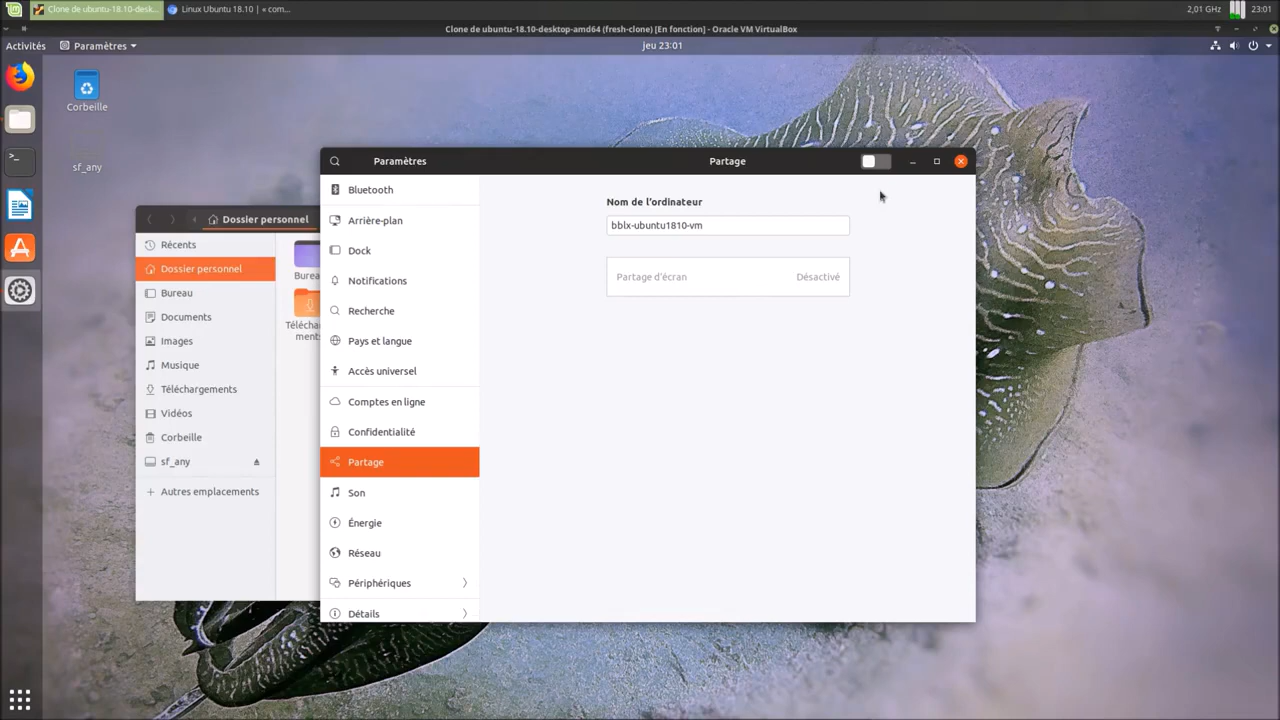 Clone de ubuntu-18.10-desk...
Linux Ubuntu 18.10 | « com...
2,01 GHz
23:01
Clone de ubuntu-18.10-desktop-amd64 (fresh-clone) [En fonction] - Oracle VM VirtualBox
Activités
Paramètres
jeu 23:01
Corbeille
sf_any
Paramètres
Partage
Bluetooth
Arrière-plan
Dock
Notifications
Recherche
Pays et langue
Accès universel
Comptes en ligne
Confidentialité
Partage
Son
Énergie
Réseau
Périphériques
Détails
Nom de l'ordinateur
bblx-ubuntu1810-vm
Partage d'écran Désactivé
Dossier personnel
Récents
Dossier personnel
Bureau
Documents
Images
Musique
Téléchargements
Vidéos
Corbeille
sf_any
+ Autres emplacements
Burea
Téléchar
ments